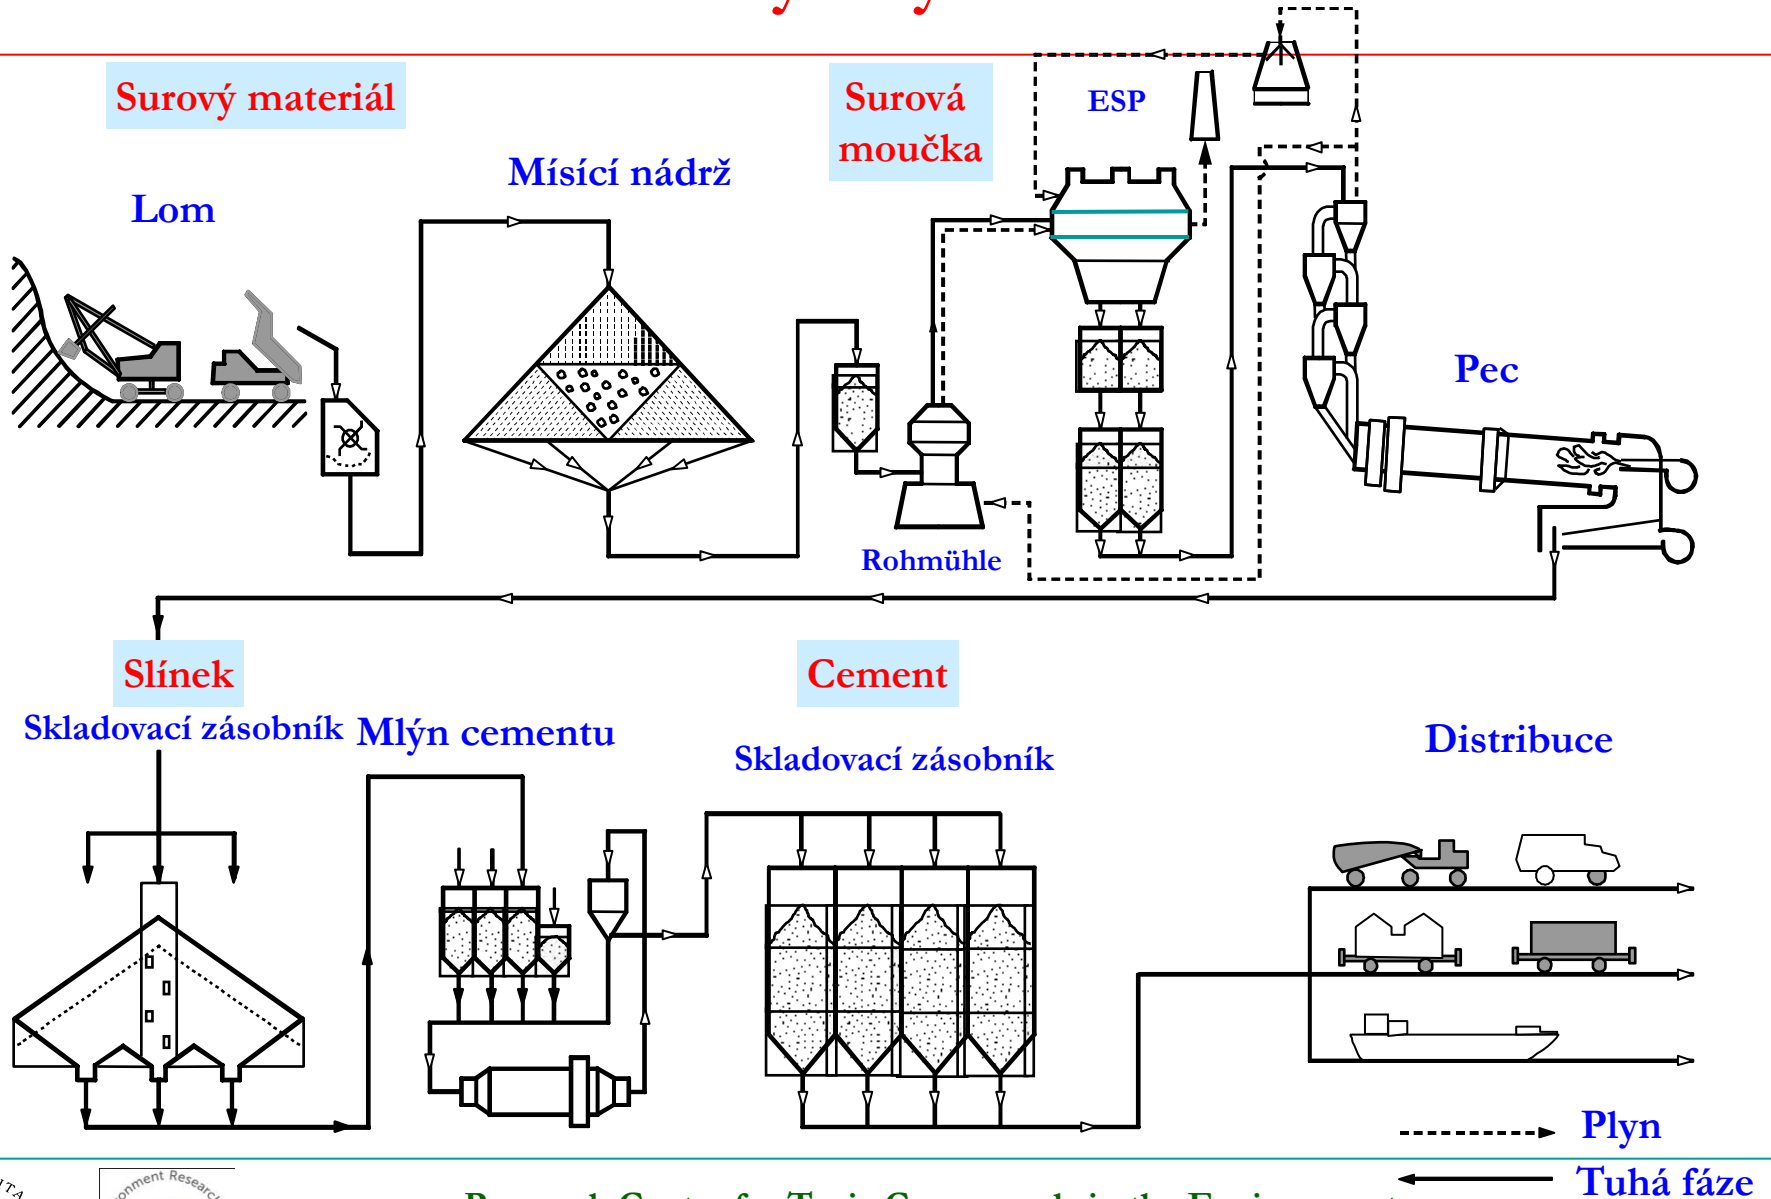 Surový materiál
Surová
moučka
ESP
Mísící nádrž
Lom
Pec
Rohmühle
Slínek
Cement
Skladovací zásobník
Mlýn cementu
Skladovací zásobník
Distribuce
Plyn
Tuhá fáze